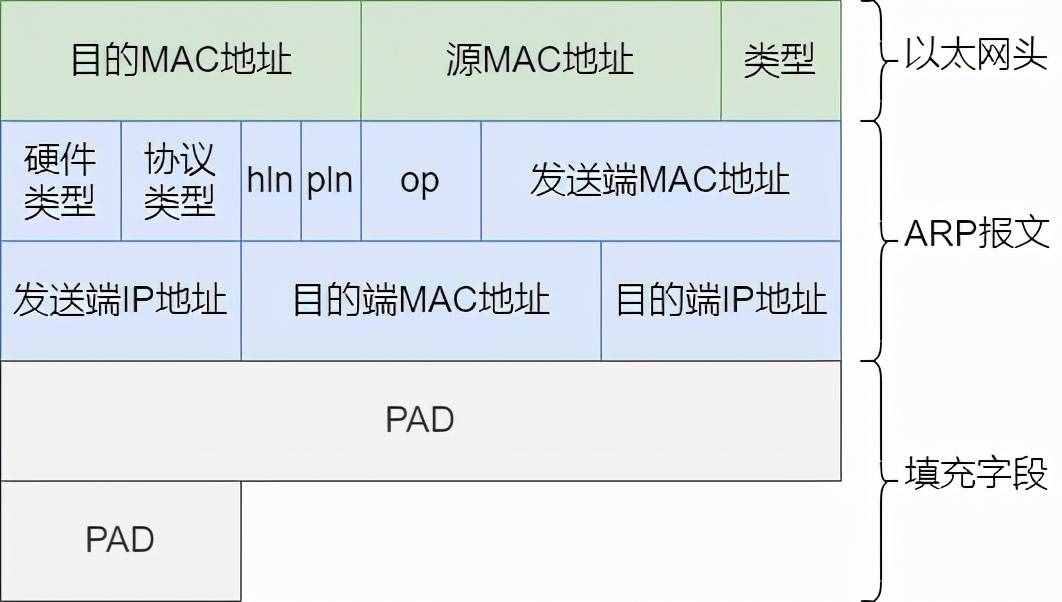 目的MAC地址
源MAC地址
类型
以太网头
硬件
类型
协议
类型
hln
pln
op
发送端MAC地址
ARP报文
发送端IP地址
目的端MAC地址
目的端IP地址
PAD
填充字段
PAD